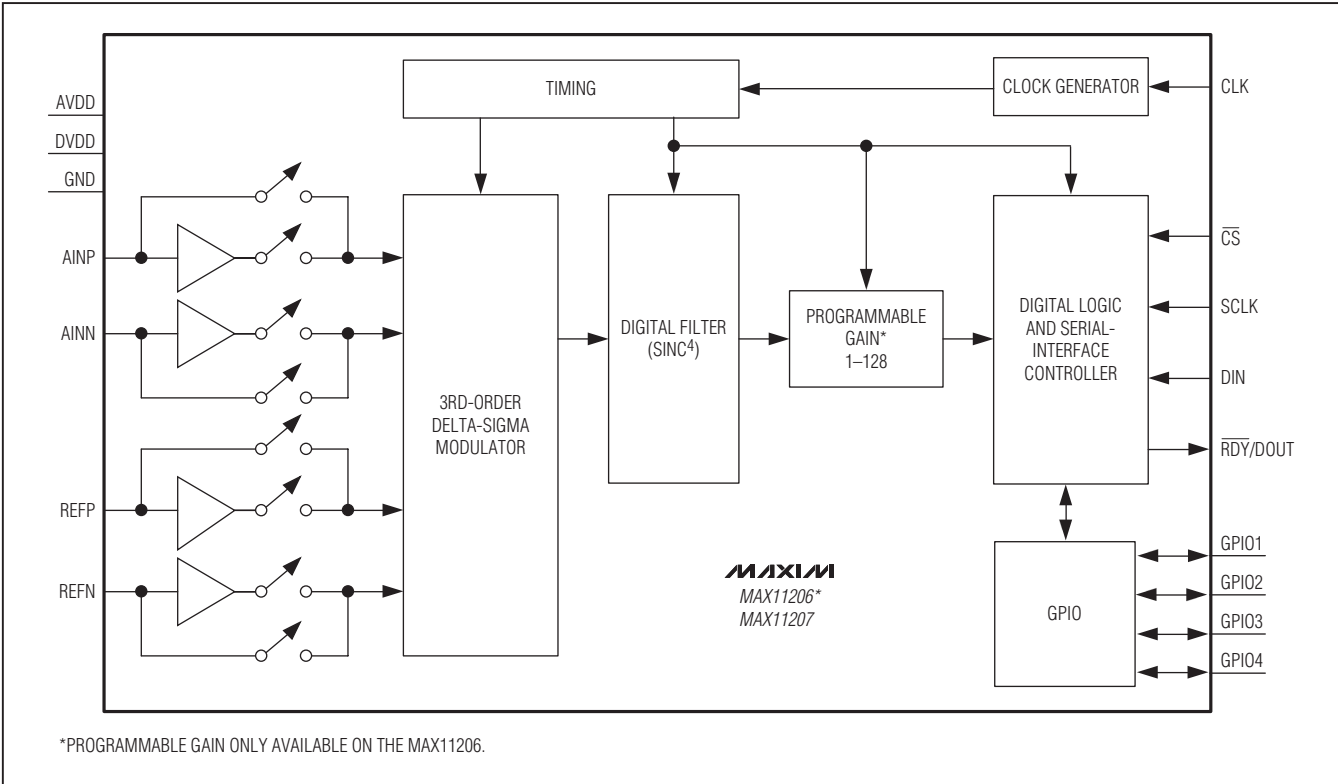 TIMING
CLOCK GENERATOR
CLK
AVDD
DVDD
GND
AINP
AINN
REFP
REFN
3RD-ORDER
DELTA-SIGMA
MODULATOR
DIGITAL FILTER
(SINC⁴)
PROGRAMMABLE
GAIN*
1–128
DIGITAL LOGIC
AND SERIAL-
INTERFACE
CONTROLLER
C̅S̅
SCLK
DIN
R̅D̅Y̅/DOUT
GPIO
GPIO1
GPIO2
GPIO3
GPIO4
MAXIM
MAX11206*
MAX11207
*PROGRAMMABLE GAIN ONLY AVAILABLE ON THE MAX11206.